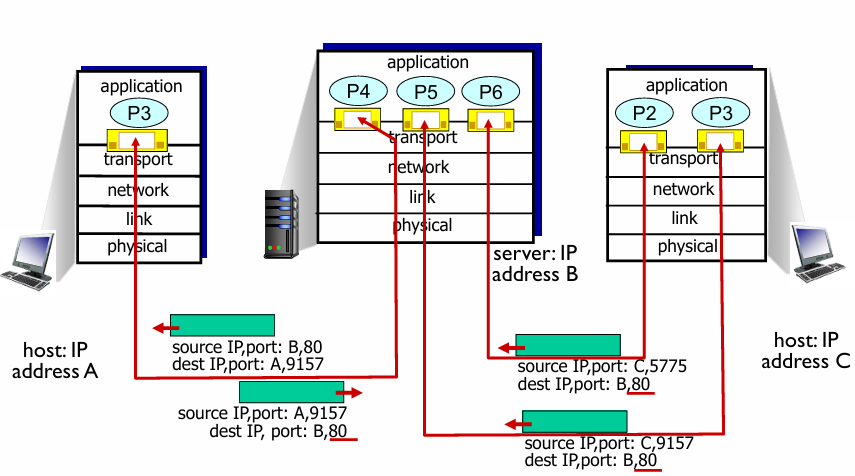 application
P3
transport
network
link
physical
host: IP
address A
application
P4
P5
P6
transport
network
link
physical
server: IP
address B
application
P2
P3
transport
network
link
physical
host: IP
address C
source IP,port: B,80
dest IP,port: A,9157
source IP,port: A,9157
dest IP, port: B,80
source IP,port: C,5775
dest IP,port: B,80
source IP,port: C,9157
dest IP,port: B,80